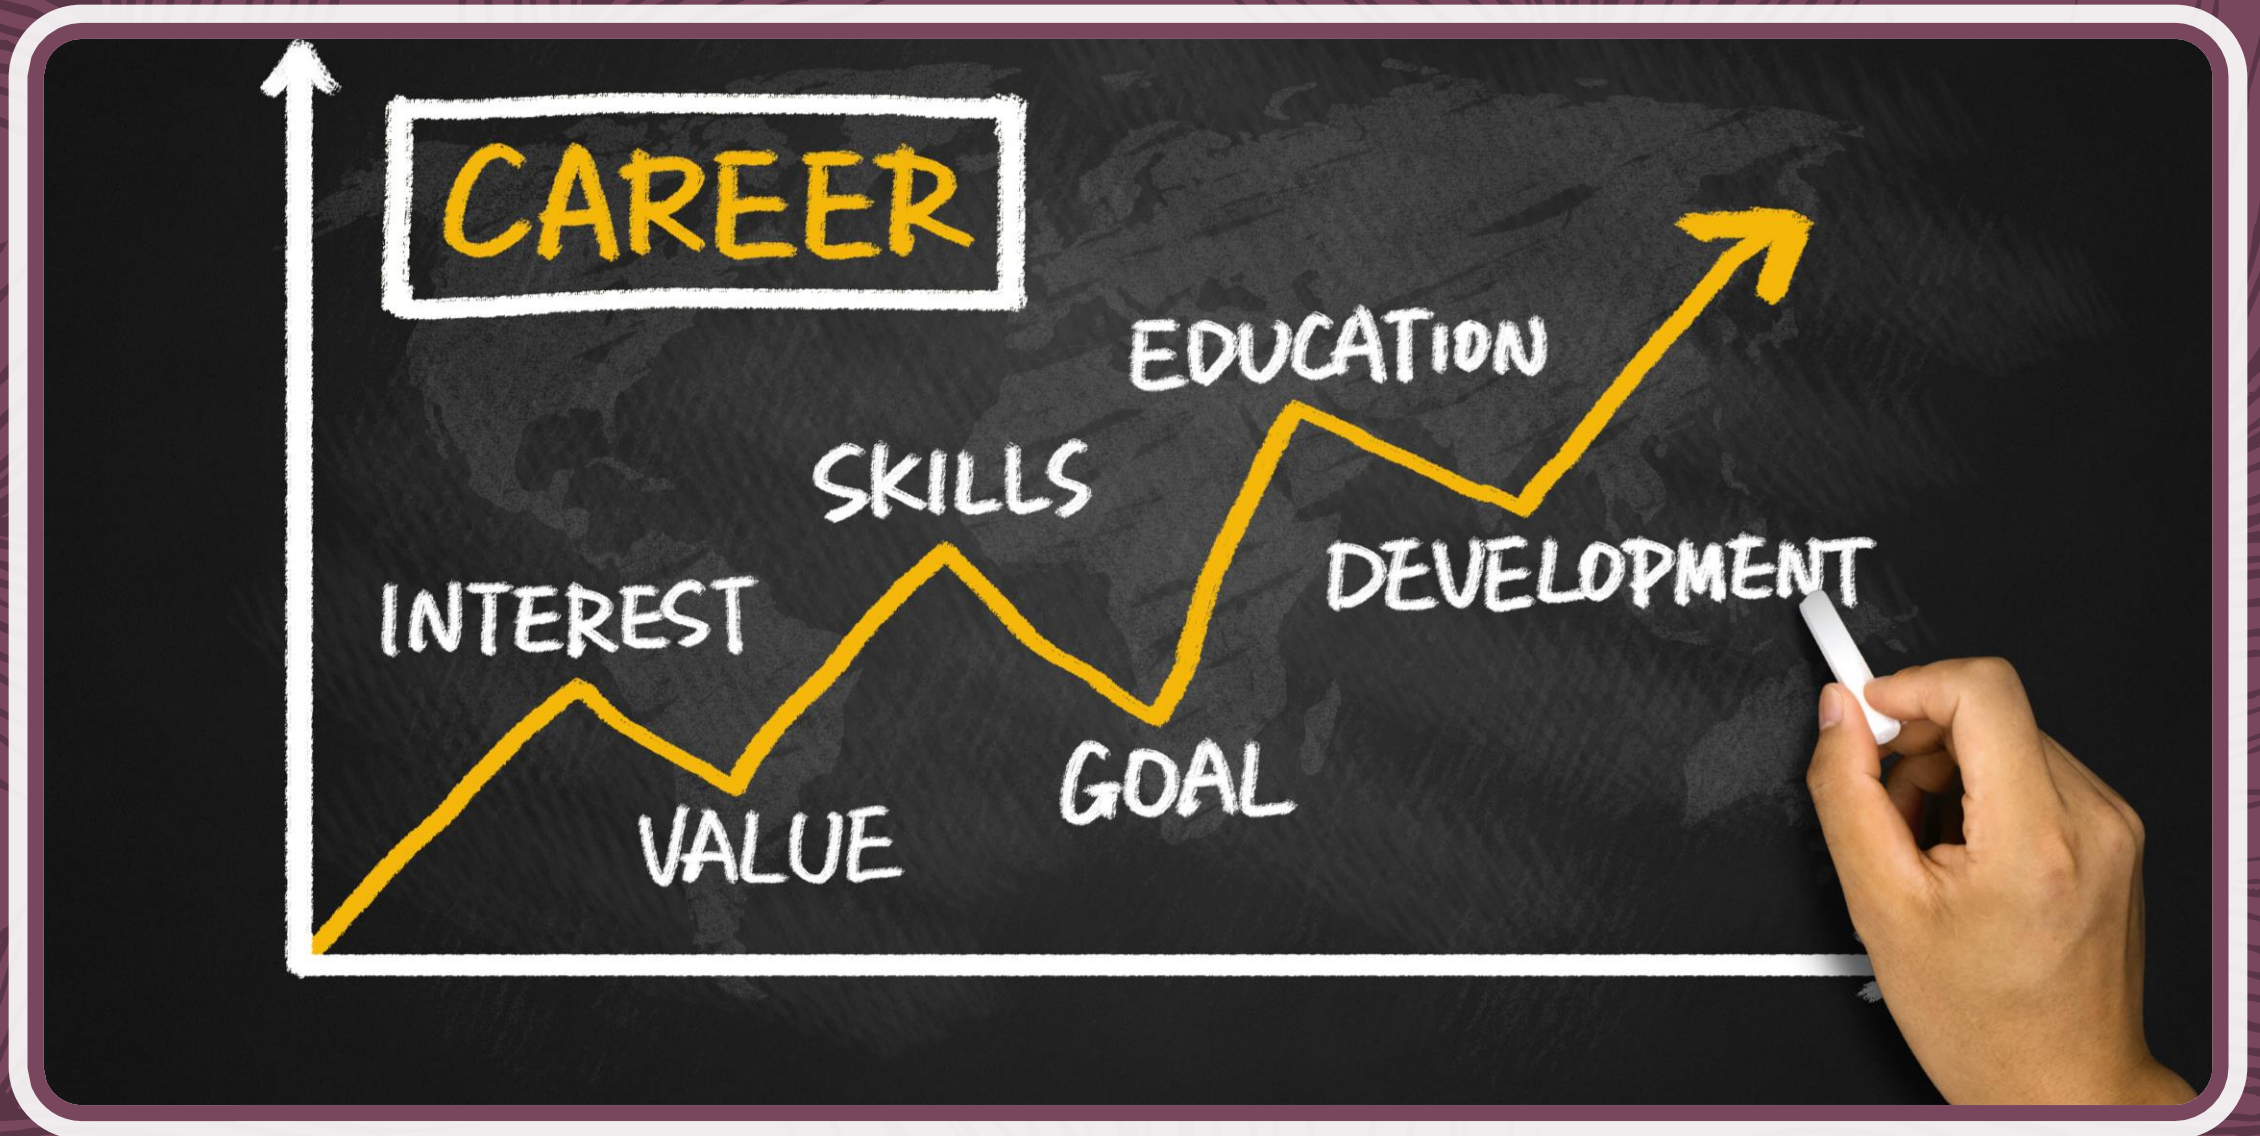 CAREER
EDUCATION
SKILLS
DEVELOPMENT
INTEREST
GOAL
VALUE